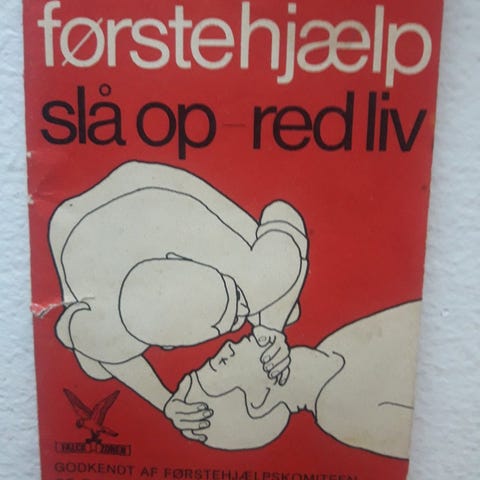 førstehjælp
slå op - red liv
FALCK ZONEN
GODKENDT AF FØRSTEHJÆLPSKOMITEEN